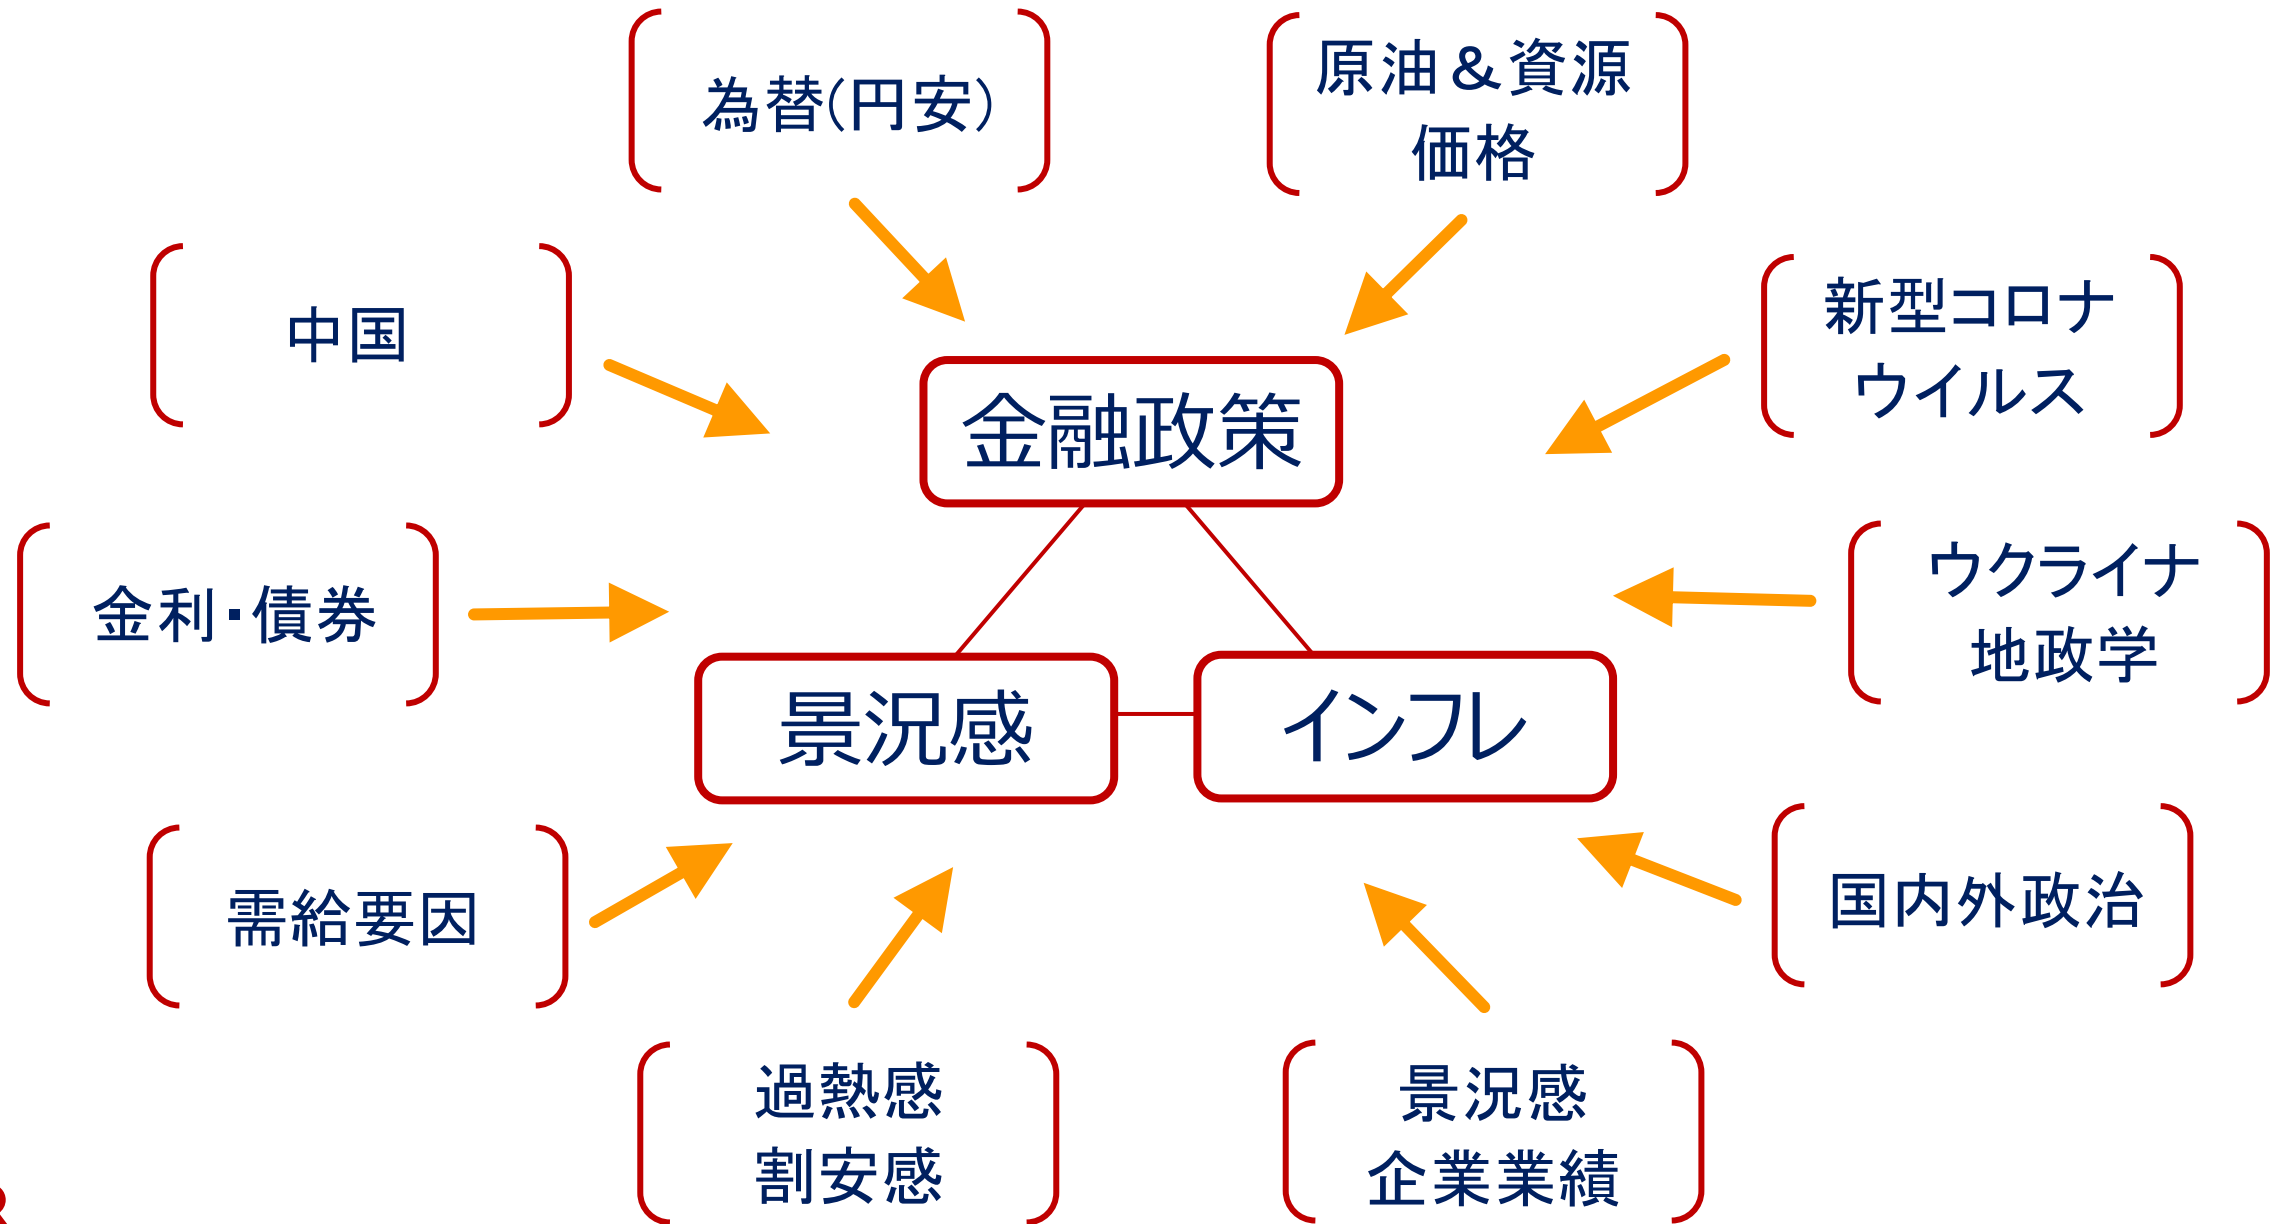 為替(円安)
原油＆資源
価格
中国
新型コロナ
ウイルス
金融政策
金利・債券
ウクライナ
地政学
景況感
インフレ
需給要因
国内外政治
過熱感
割安感
景況感
企業業績